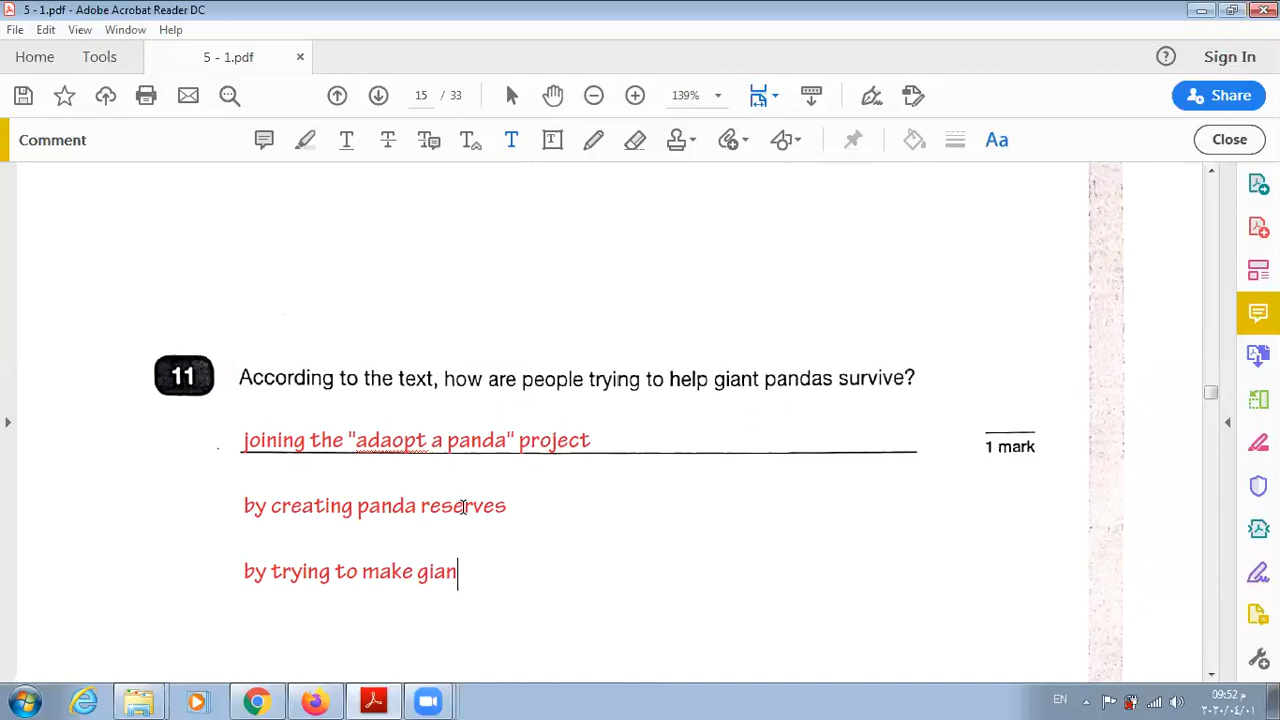 5 - 1.pdf - Adobe Acrobat Reader DC
File Edit View Window Help
Home Tools 5 - 1.pdf × Sign In
15 / 33 139% Share
Comment T T T T T Aa Close
11 According to the text, how are people trying to help giant pandas survive?
joining the "adaopt a panda" project
1 mark
by creating panda reserves
by trying to make gian
EN 09:52 م
٢٠٢٠/٠٤/٠١